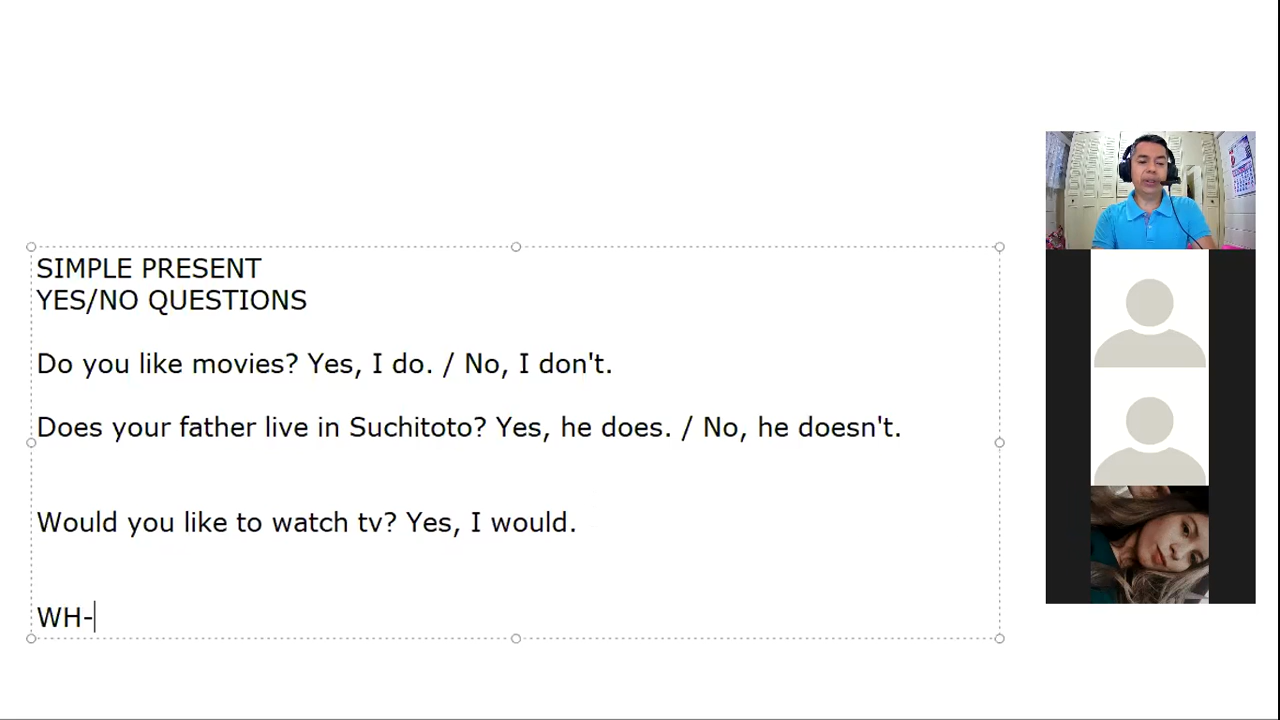 SIMPLE PRESENT
YES/NO QUESTIONS
Do you like movies? Yes, I do. / No, I don't.
Does your father live in Suchitoto? Yes, he does. / No, he doesn't.
Would you like to watch tv? Yes, I would.
WH-